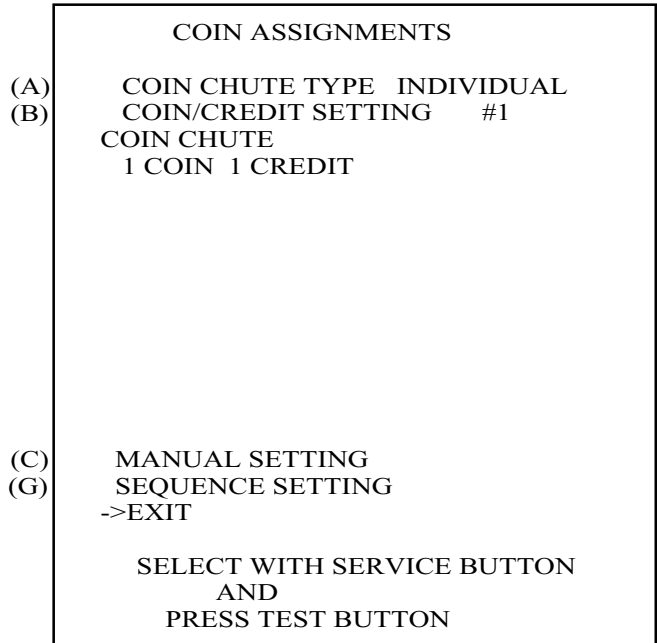 COIN ASSIGNMENTS
(A) COIN CHUTE TYPE INDIVIDUAL
(B) COIN/CREDIT SETTING #1
COIN CHUTE
1 COIN 1 CREDIT
(C) MANUAL SETTING
(G) SEQUENCE SETTING
->EXIT
SELECT WITH SERVICE BUTTON
AND
PRESS TEST BUTTON